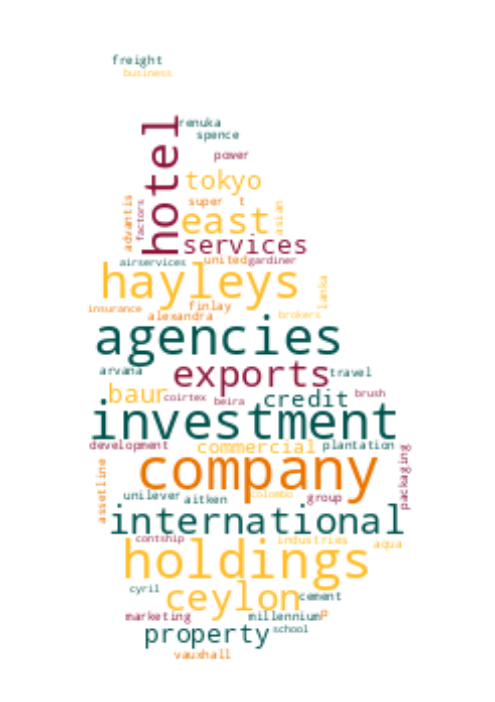 freight
business
hotel
renuka
spence
power
tokyo
super t
advantis
factors
east
asian
services
airservices
united gardiner
hayleys
lanka
insurance
finlay
alexandra
brokers
agencies
arvana
exports
travel
baur
coirtex
beira
credit
brush
investment
development
commercial
plantation
company
packaging
assetline
unilever
aitken
colombo
group
international
contship
industries
aqua
holdings
cyril
ceylon
cement
marketing
millennium
p
property
school
vauxhall